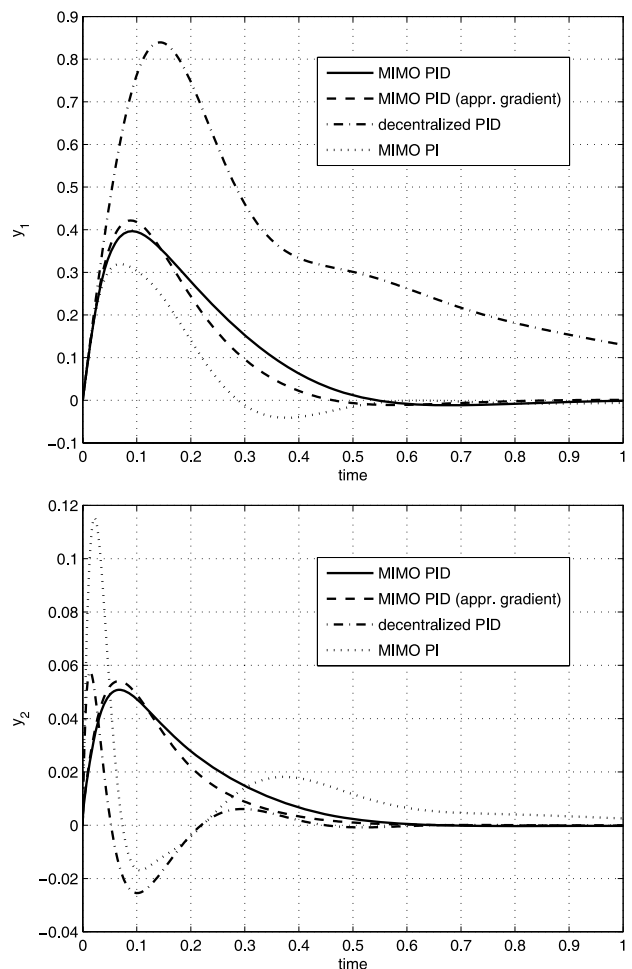 0.9
0.8
0.7
0.6
0.5
0.4
0.3
0.2
0.1
0
−0.1
y1
MIMO PID
MIMO PID (appr. gradient)
decentralized PID
MIMO PI
0 0.1 0.2 0.3 0.4 0.5 0.6 0.7 0.8 0.9 1
time
0.12
0.1
0.08
0.06
0.04
0.02
0
−0.02
−0.04
y2
MIMO PID
MIMO PID (appr. gradient)
decentralized PID
MIMO PI
0 0.1 0.2 0.3 0.4 0.5 0.6 0.7 0.8 0.9 1
time